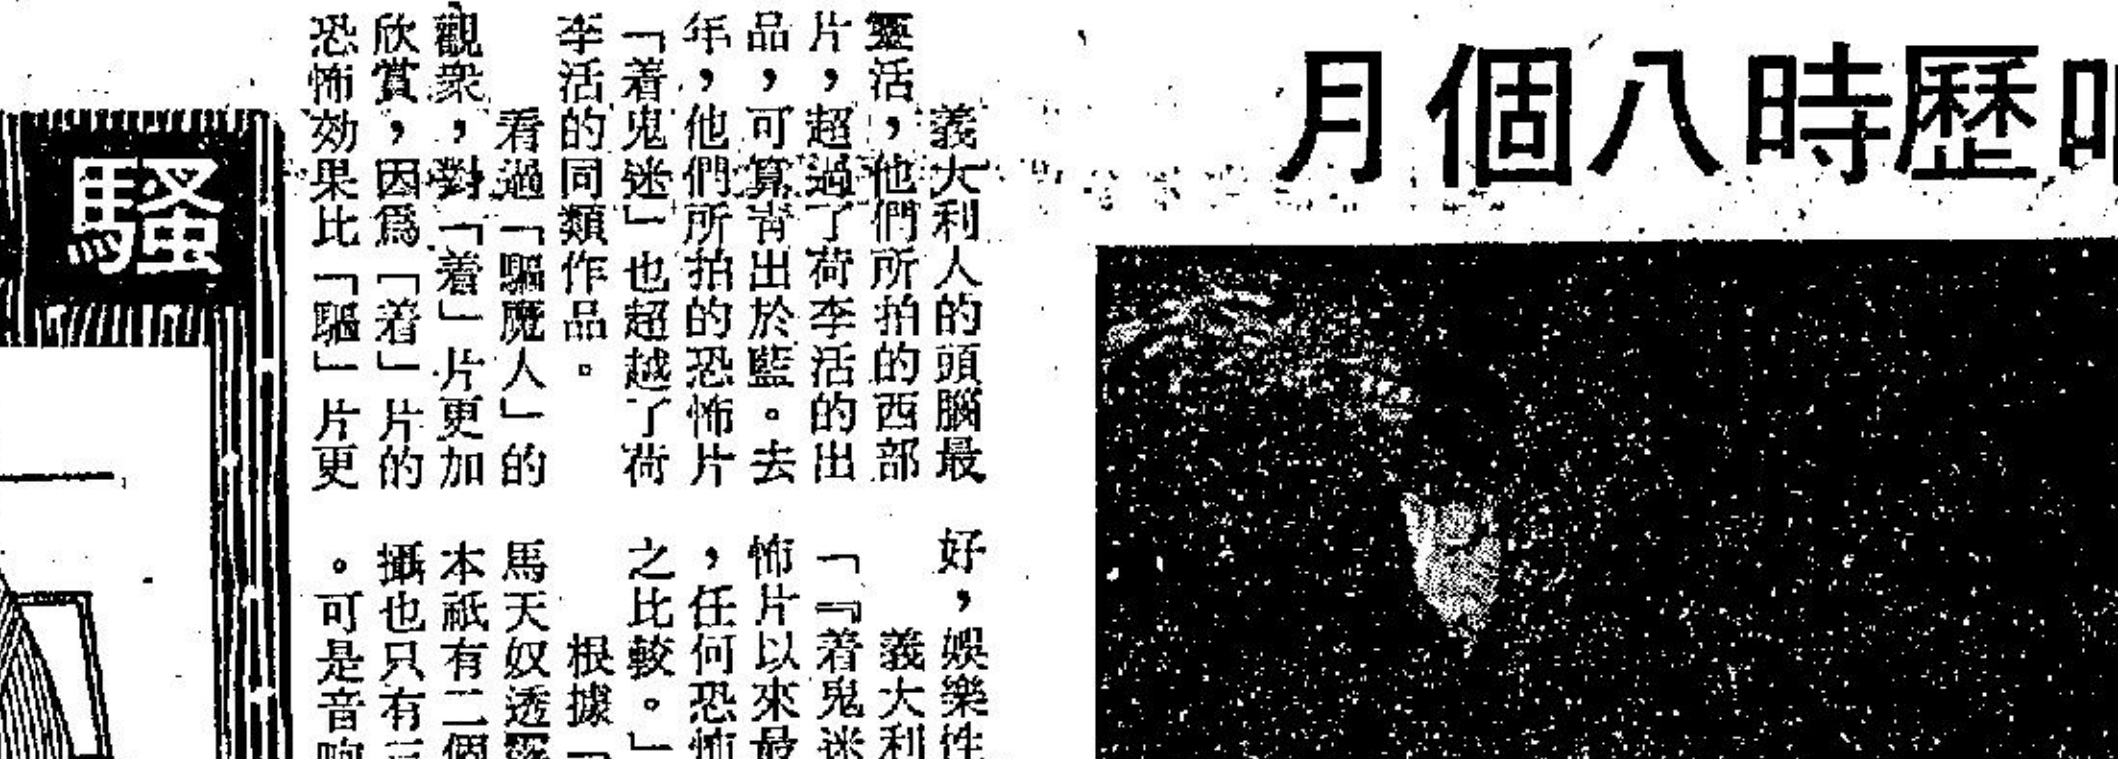 月個八時歷
義大利人的頭腦最
靈活，他們所拍的西部
片，超過了荷李活的出
品，可算青出於藍。去
年，他們所拍的恐怖片
「着鬼迷」也超越了荷
李活的同類作品。
看過「驅魔人」的
觀衆，對「着」片更加
欣賞，因爲「着」片的
恐怖効果比「驅」片更
好，娛樂性
義大利
「『着鬼迷
怖片以來最
，任何恐怖
之比較。」
根據「
馬天奴透露
本祇有二個
攝也只有三
。可是音响
騷